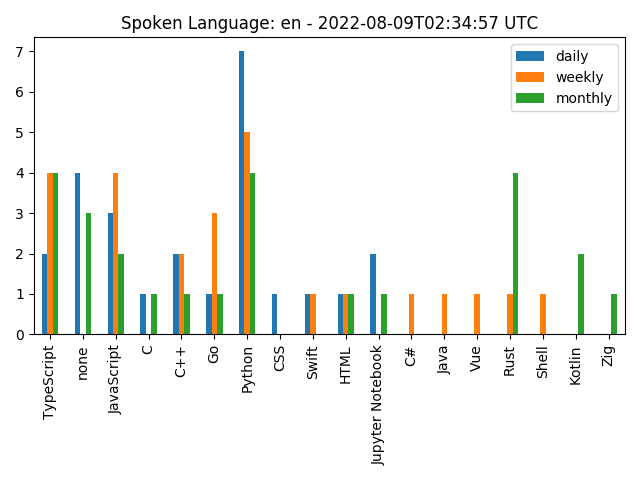 Spoken Language: en - 2022-08-09T02:34:57 UTC
daily
weekly
monthly
7
6
5
4
3
2
1
0
TypeScript
none
JavaScript
C
C++
Go
Python
CSS
Swift
HTML
Jupyter Notebook
C#
Java
Vue
Rust
Shell
Kotlin
Zig